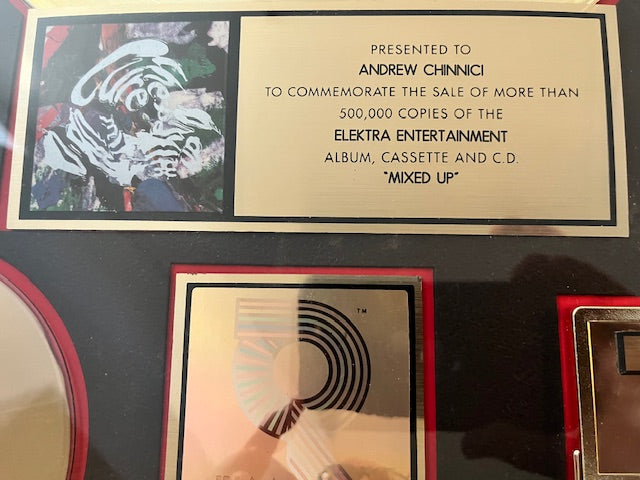 PRESENTED TO
ANDREW CHINNICI
TO COMMEMORATE THE SALE OF MORE THAN
500,000 COPIES OF THE
ELEKTRA ENTERTAINMENT
ALBUM, CASSETTE AND C.D.
"MIXED UP"
TM